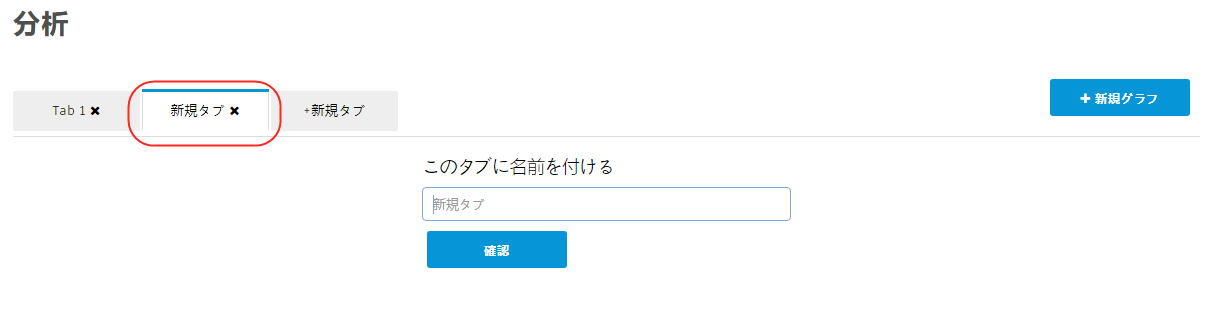 分析
Tab 1 ✖
新規タブ ✖
+新規タブ
+ 新規グラフ
このタブに名前を付ける
新規タブ
確認